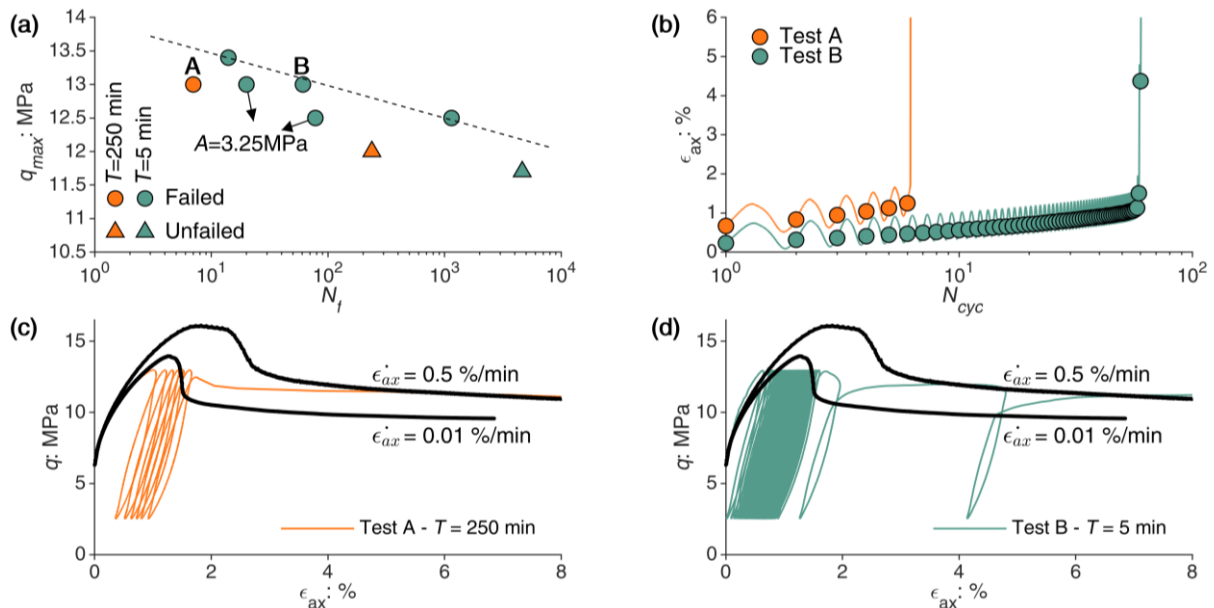 (a)
14
13.5
13
12.5
12
11.5
11
10.5
q_max: MPa
A
B
A=3.25MPa
T=250 min
T=5 min
Failed
Unfailed
10^0
10^1
10^2
10^3
10^4
N_f
(b)
6
5
4
3
2
1
0
ϵ_ax: %
Test A
Test B
10^0
10^1
10^2
N_cyc
(c)
15
10
5
0
q: MPa
ϵ̇_ax = 0.5 %/min
ϵ̇_ax = 0.01 %/min
Test A - T = 250 min
0
2
4
6
8
ϵ_ax: %
(d)
15
10
5
0
q: MPa
ϵ̇_ax = 0.5 %/min
ϵ̇_ax = 0.01 %/min
Test B - T = 5 min
0
2
4
6
8
ϵ_ax: %